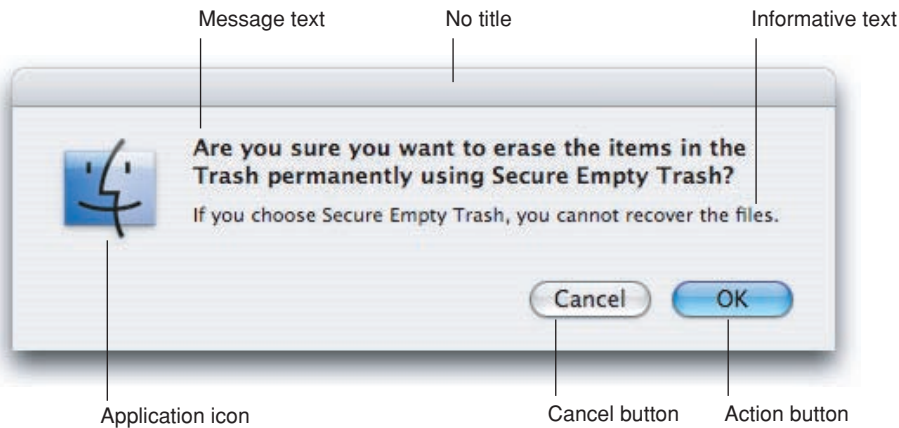 Message text No title Informative text
Are you sure you want to erase the items in the
Trash permanently using Secure Empty Trash?
If you choose Secure Empty Trash, you cannot recover the files.
Cancel OK
Application icon Cancel button Action button